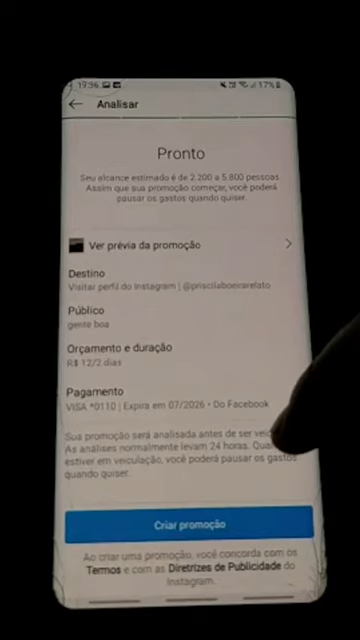 19:36
17%
Analisar
Pronto
Seu alcance estimado é de 2.200 a 5.800 pessoas.
Assim que sua promoção começar, você poderá
pausar os gastos quando quiser.
Ver prévia da promoção
Destino
Visitar perfil do Instagram | @priscilaboeirarelato
Público
gente boa
Orçamento e duração
R$ 12/2 dias
Pagamento
VISA *0110 | Expira em 07/2026 • Do Facebook
Sua promoção será analisada antes de ser
As análises normalmente levam 24 horas.
estiver em veiculação, você poderá pausar os gastos
quando quiser.
Criar promoção
Ao criar uma promoção, você concorda com os
Termos e com as Diretrizes de Publicidade do
Instagram.